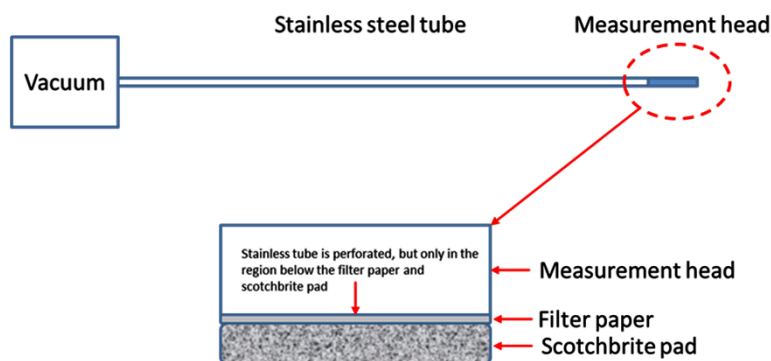 Stainless steel tube
Measurement head
Vacuum
Stainless tube is perforated, but only in the
region below the filter paper and
scotchbrite pad
Measurement head
Filter paper
Scotchbrite pad